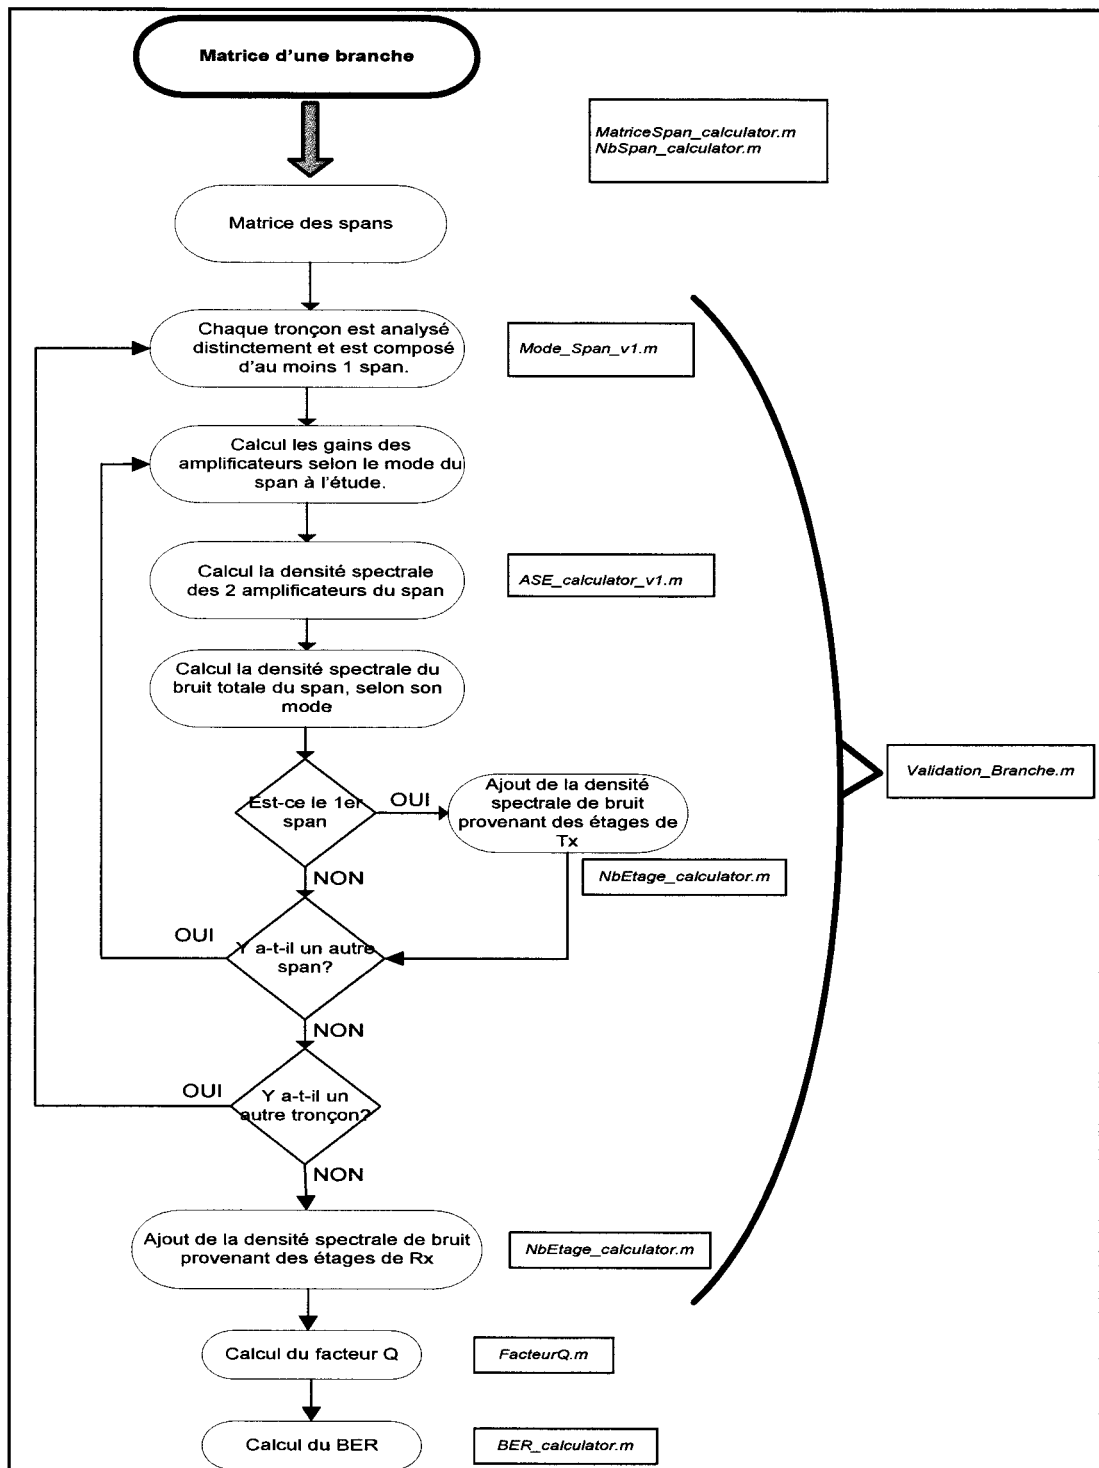 Matrice d'une branche
MatriceSpan_calculator.m
NbSpan_calculator.m
Matrice des spans
Chaque tronçon est analysé
distinctement et est composé
d'au moins 1 span.
Mode_Span_v1.m
Calcul les gains des
amplificateurs selon le mode du
span à l'étude.
Calcul la densité spectrale
des 2 amplificateurs du span
ASE_calculator_v1.m
Calcul la densité spectrale du
bruit totale du span, selon son
mode
Est-ce le 1er
span
OUI
Ajout de la densité
spectrale de bruit
provenant des étages de
Tx
Validation_Branche.m
NON
NbEtage_calculator.m
OUI
Y a-t-il un autre
span?
NON
OUI
Y a-t-il un
autre tronçon?
NON
Ajout de la densité spectrale de bruit
provenant des étages de Rx
NbEtage_calculator.m
Calcul du facteur Q
FacteurQ.m
Calcul du BER
BER_calculator.m